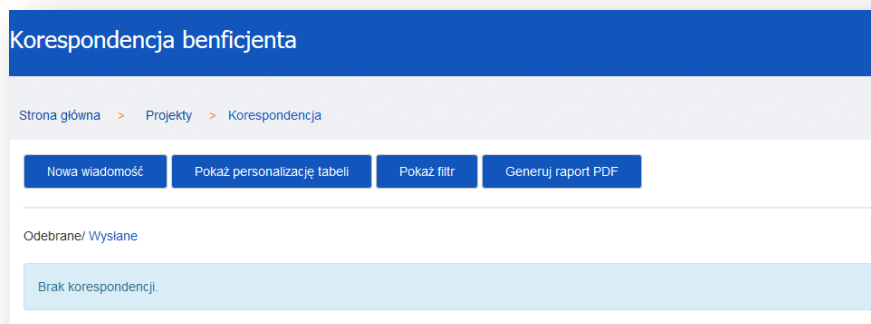 Korespondencja benficjenta
Strona główna > Projekty > Korespondencja
Nowa wiadomość Pokaż personalizację tabeli Pokaż filtr Generuj raport PDF
Odebrane/ Wysłane
Brak korespondencji.